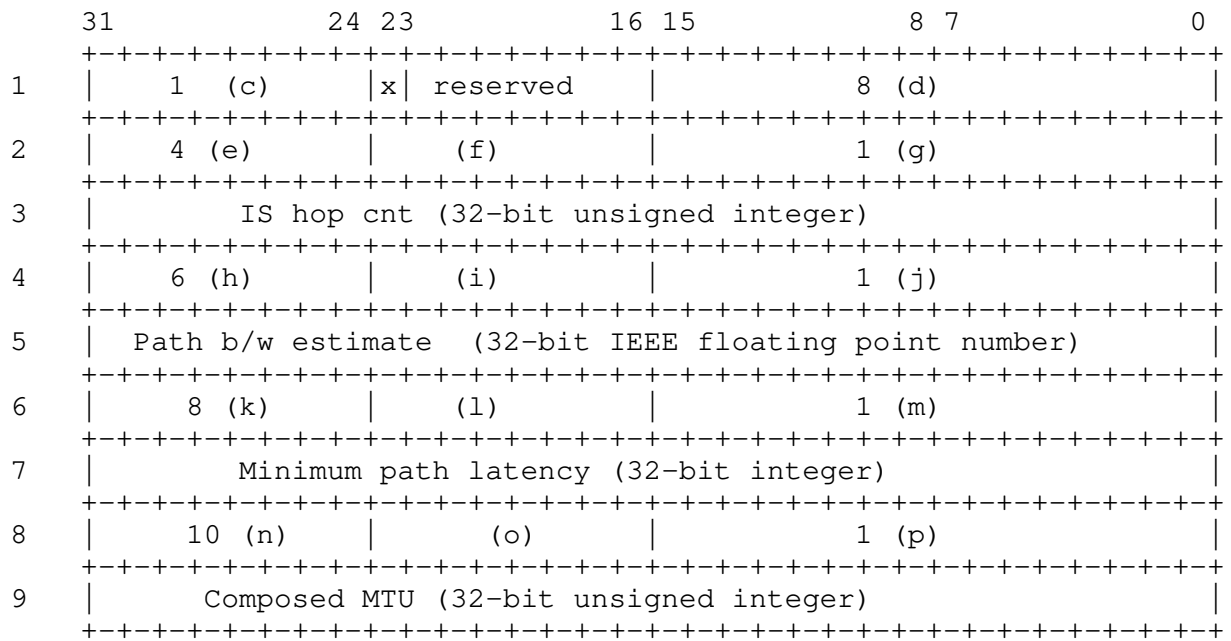 31 24 23 16 15 8 7 0
+-+-+-+-+-+-+-+-+-+-+-+-+-+-+-+-+-+-+-+-+-+-+-+-+-+-+-+-+-+-+-+-+
1 | 1 (c) |x| reserved | 8 (d) |
+-+-+-+-+-+-+-+-+-+-+-+-+-+-+-+-+-+-+-+-+-+-+-+-+-+-+-+-+-+-+-+-+
2 | 4 (e) | (f) | 1 (g) |
+-+-+-+-+-+-+-+-+-+-+-+-+-+-+-+-+-+-+-+-+-+-+-+-+-+-+-+-+-+-+-+-+
3 | IS hop cnt (32-bit unsigned integer) |
+-+-+-+-+-+-+-+-+-+-+-+-+-+-+-+-+-+-+-+-+-+-+-+-+-+-+-+-+-+-+-+-+
4 | 6 (h) | (i) | 1 (j) |
+-+-+-+-+-+-+-+-+-+-+-+-+-+-+-+-+-+-+-+-+-+-+-+-+-+-+-+-+-+-+-+-+
5 | Path b/w estimate (32-bit IEEE floating point number) |
+-+-+-+-+-+-+-+-+-+-+-+-+-+-+-+-+-+-+-+-+-+-+-+-+-+-+-+-+-+-+-+-+
6 | 8 (k) | (l) | 1 (m) |
+-+-+-+-+-+-+-+-+-+-+-+-+-+-+-+-+-+-+-+-+-+-+-+-+-+-+-+-+-+-+-+-+
7 | Minimum path latency (32-bit integer) |
+-+-+-+-+-+-+-+-+-+-+-+-+-+-+-+-+-+-+-+-+-+-+-+-+-+-+-+-+-+-+-+-+
8 | 10 (n) | (o) | 1 (p) |
+-+-+-+-+-+-+-+-+-+-+-+-+-+-+-+-+-+-+-+-+-+-+-+-+-+-+-+-+-+-+-+-+
9 | Composed MTU (32-bit unsigned integer) |
+-+-+-+-+-+-+-+-+-+-+-+-+-+-+-+-+-+-+-+-+-+-+-+-+-+-+-+-+-+-+-+-+